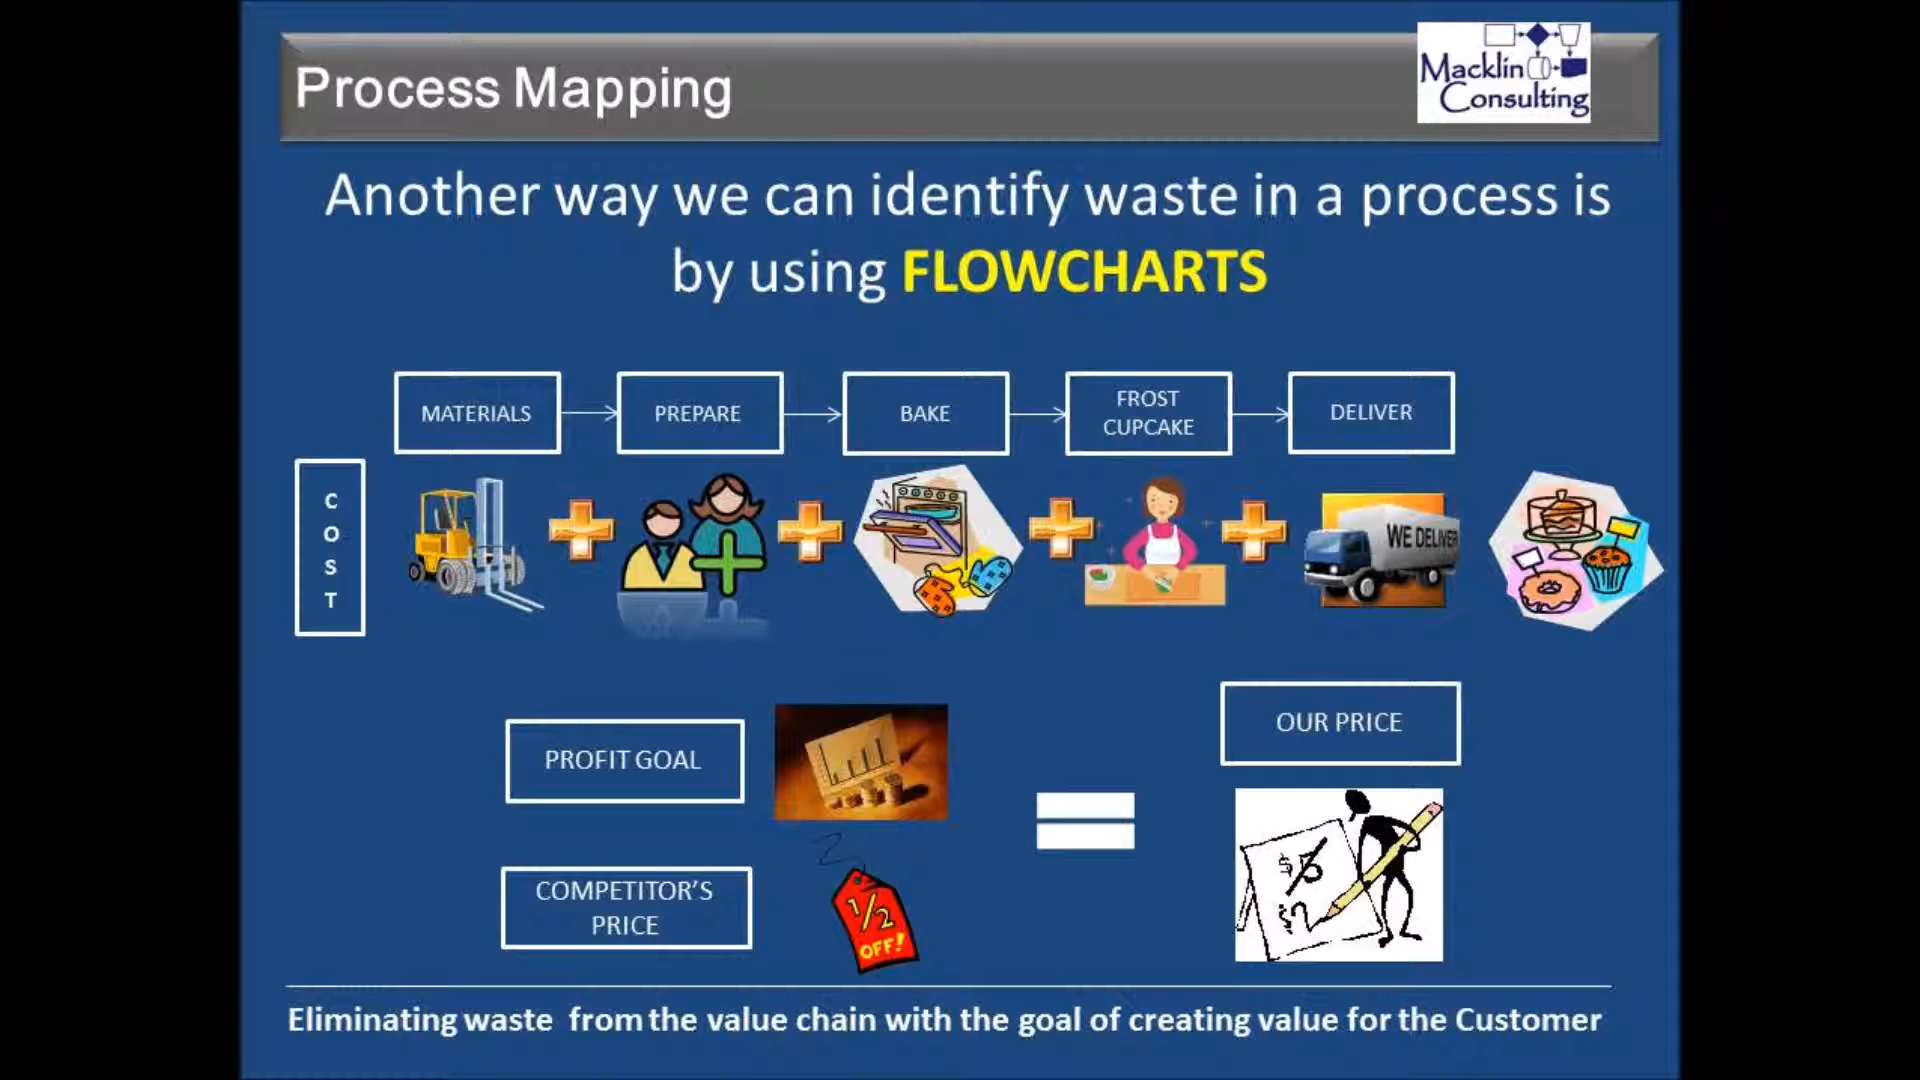 Process Mapping
Macklin
Consulting
Another way we can identify waste in a process is
by using FLOWCHARTS
MATERIALS
PREPARE
BAKE
FROST
CUPCAKE
DELIVER
C
O
S
T
WE DELIVER
PROFIT GOAL
OUR PRICE
COMPETITOR'S
PRICE
1/2
OFF!
$5
$2
Eliminating waste from the value chain with the goal of creating value for the Customer